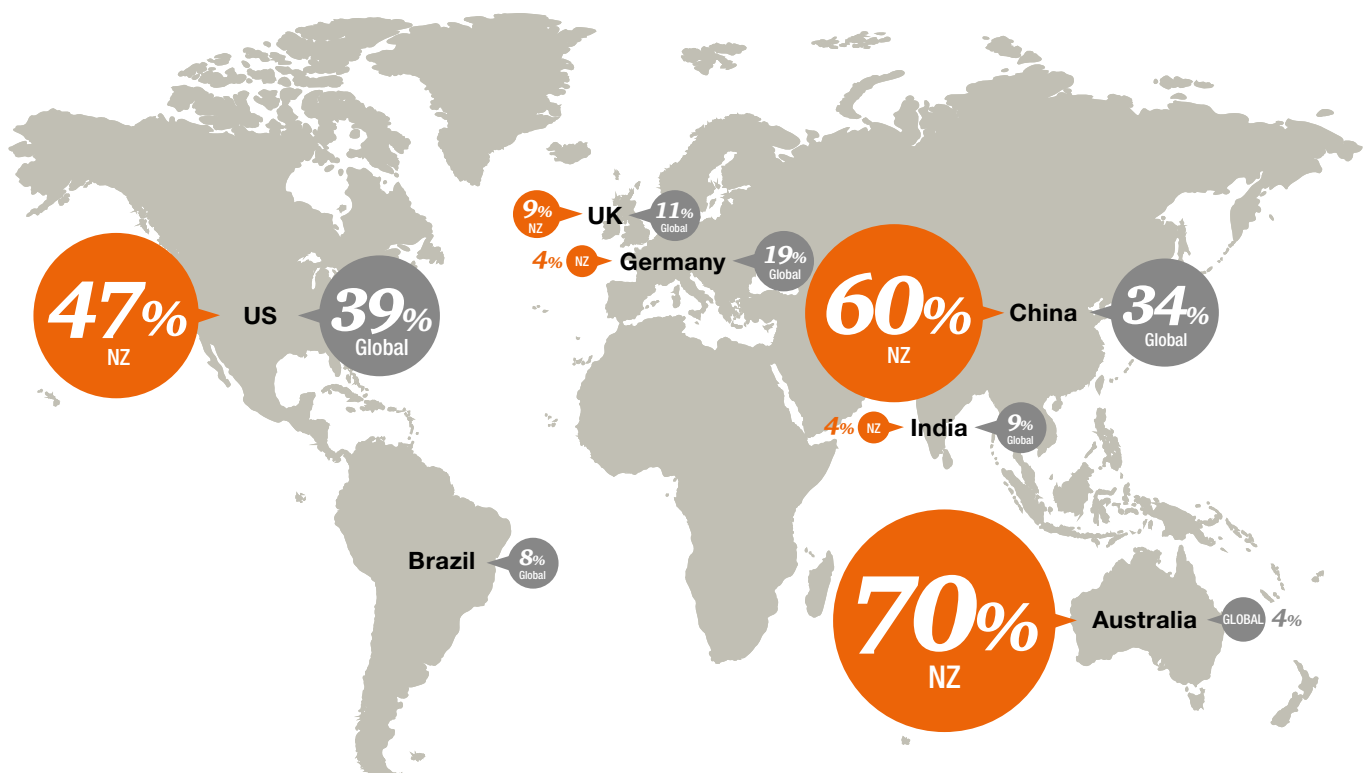 9%
NZ
UK
11%
Global
4%
NZ
Germany
19%
Global
47%
NZ
US
39%
Global
60%
NZ
China
34%
Global
4%
NZ
India
9%
Global
Brazil
8%
Global
70%
NZ
Australia
GLOBAL
4%